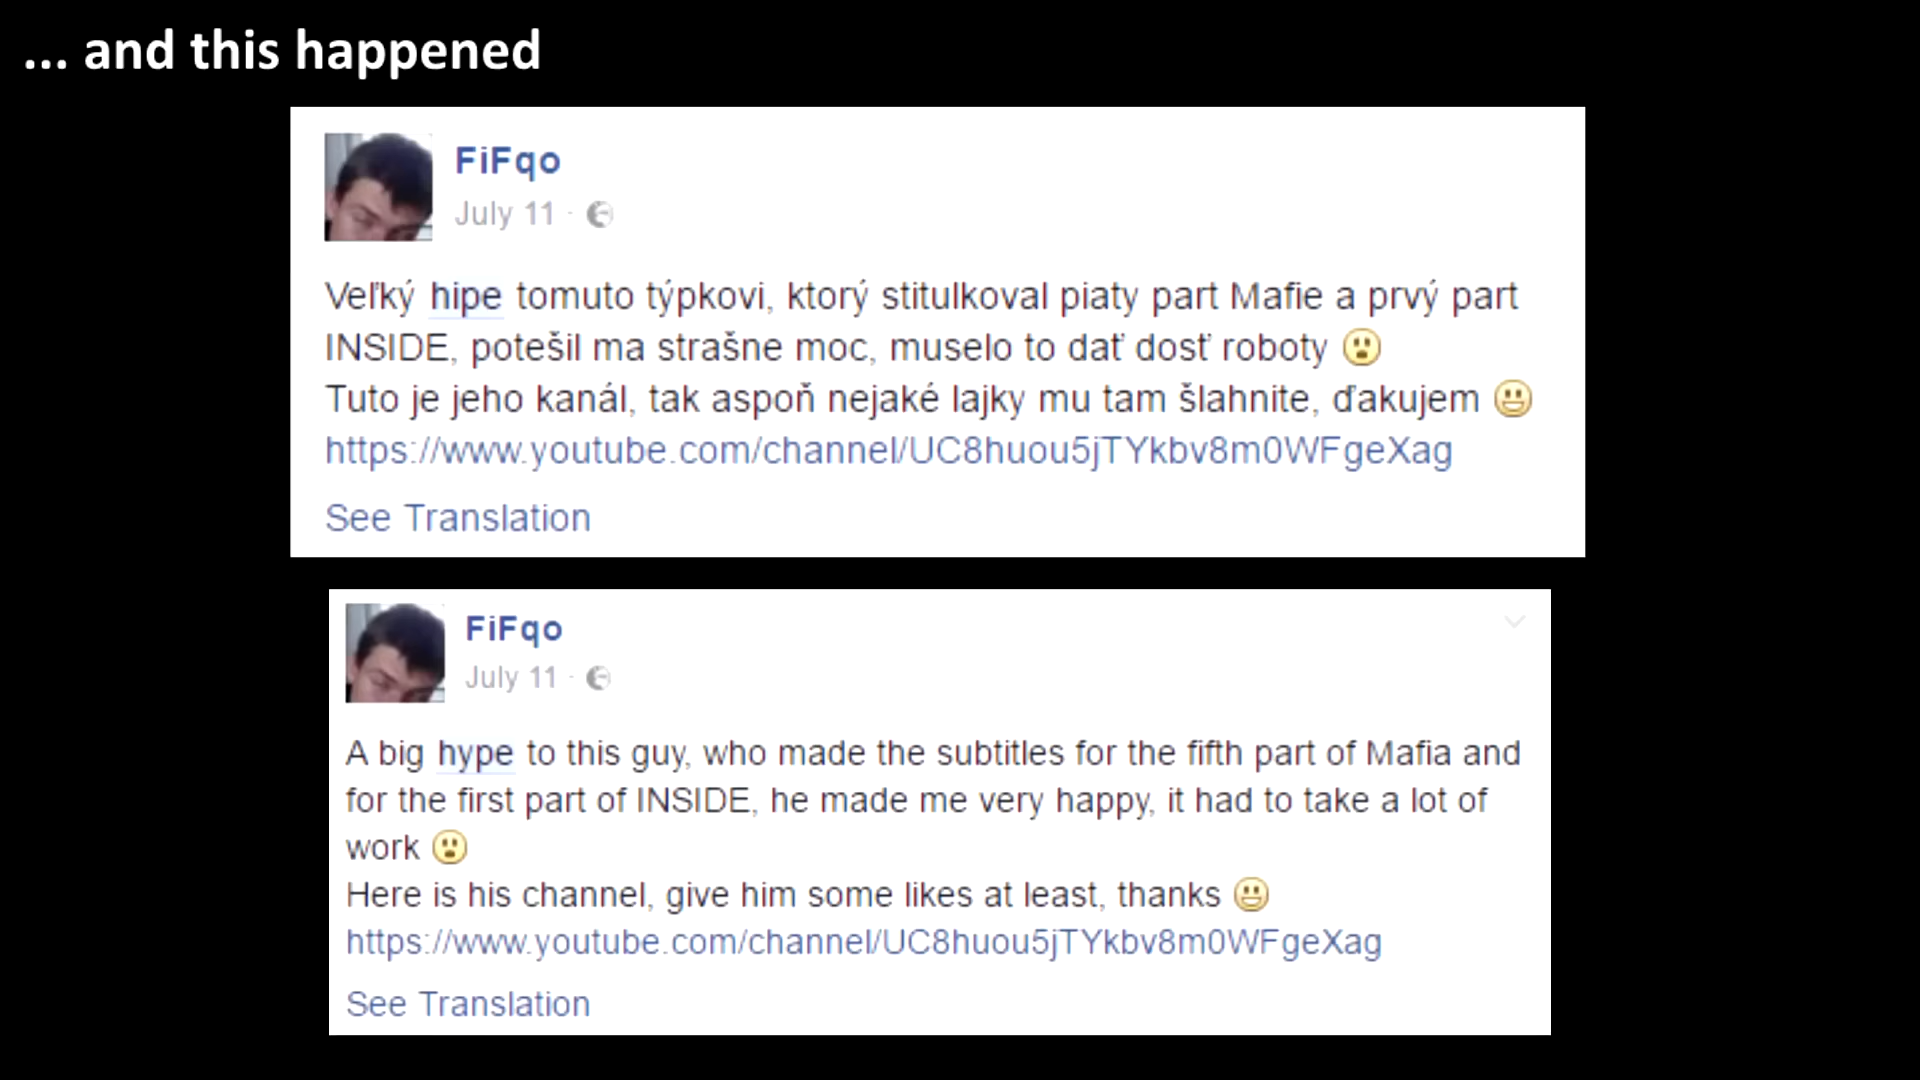 ... and this happened
FiFqo
July 11 ·
Veľký hipe tomuto týpkovi, ktorý stitulkoval piaty part Mafie a prvý part
INSIDE, potešil ma strašne moc, muselo to dať dosť roboty 😮
Tuto je jeho kanál, tak aspoň nejaké lajky mu tam šlahnite, ďakujem 😀
https://www.youtube.com/channel/UC8huou5jTYkbv8m0WFgeXag
See Translation
FiFqo
July 11 ·
A big hype to this guy, who made the subtitles for the fifth part of Mafia and
for the first part of INSIDE, he made me very happy, it had to take a lot of
work 😮
Here is his channel, give him some likes at least, thanks 😀
https://www.youtube.com/channel/UC8huou5jTYkbv8m0WFgeXag
See Translation